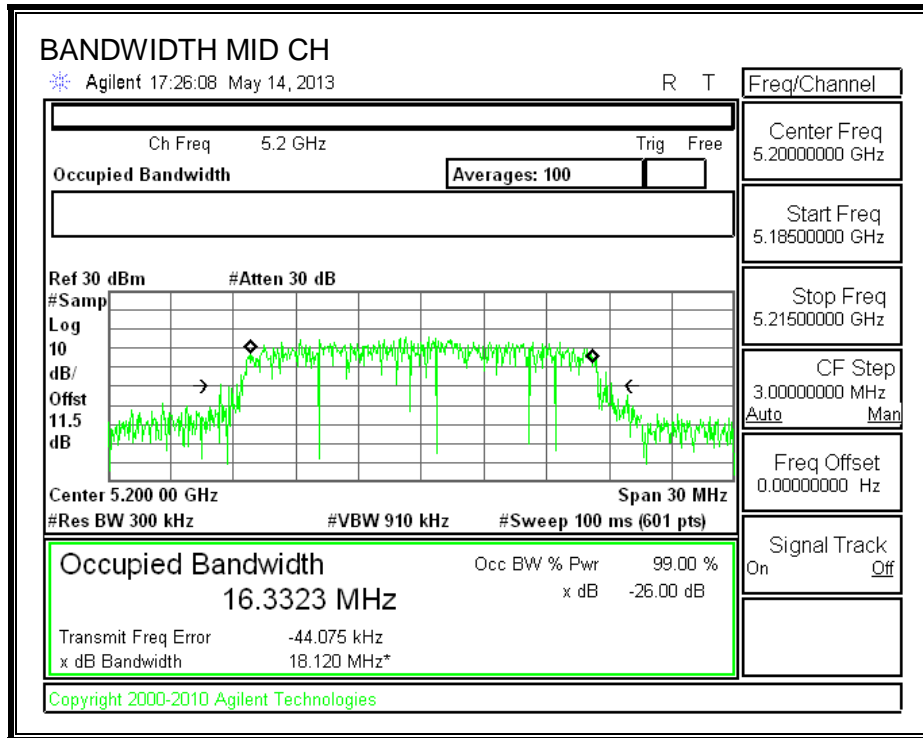 BANDWIDTH MID CH
Agilent 17:26:08 May 14, 2013 R T
Freq/Channel
Ch Freq 5.2 GHz Trig Free
Occupied Bandwidth Averages: 100
Center Freq
5.20000000 GHz
Start Freq
5.18500000 GHz
Stop Freq
5.21500000 GHz
CF Step
3.00000000 MHz
Auto Man
Freq Offset
0.00000000 Hz
Signal Track
On Off
Ref 30 dBm #Atten 30 dB
#Samp
Log
10
dB/
Offst
11.5
dB
Center 5.200 00 GHz Span 30 MHz
#Res BW 300 kHz #VBW 910 kHz #Sweep 100 ms (601 pts)
Occupied Bandwidth Occ BW % Pwr 99.00 %
16.3323 MHz x dB -26.00 dB
Transmit Freq Error -44.075 kHz
x dB Bandwidth 18.120 MHz*
Copyright 2000-2010 Agilent Technologies